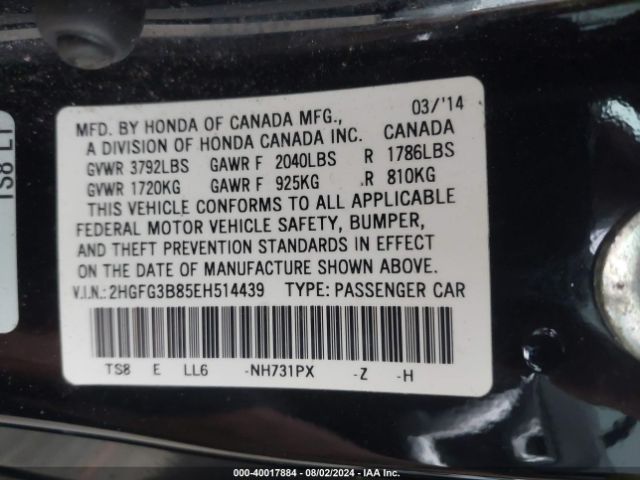 03/'14
MFD. BY HONDA OF CANADA MFG.,
A DIVISION OF HONDA CANADA INC. CANADA
GVWR 3792LBS GAWR F 2040LBS R 1786LBS
GVWR 1720KG GAWR F 925KG R 810KG
THIS VEHICLE CONFORMS TO ALL APPLICABLE
FEDERAL MOTOR VEHICLE SAFETY, BUMPER,
AND THEFT PREVENTION STANDARDS IN EFFECT
ON THE DATE OF MANUFACTURE SHOWN ABOVE.
V.I.N.: 2HGFG3B85EH514439 TYPE: PASSENGER CAR
TS8 E LL6 -NH731PX -Z -H
TS8 L1
000-40017884 - 08/02/2024 - IAA Inc.